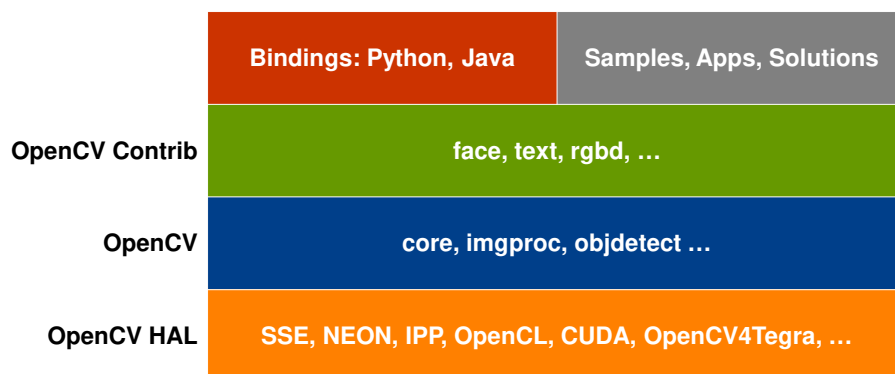 Bindings: Python, Java
Samples, Apps, Solutions
OpenCV Contrib
face, text, rgbd, …
OpenCV
core, imgproc, objdetect …
OpenCV HAL
SSE, NEON, IPP, OpenCL, CUDA, OpenCV4Tegra, …